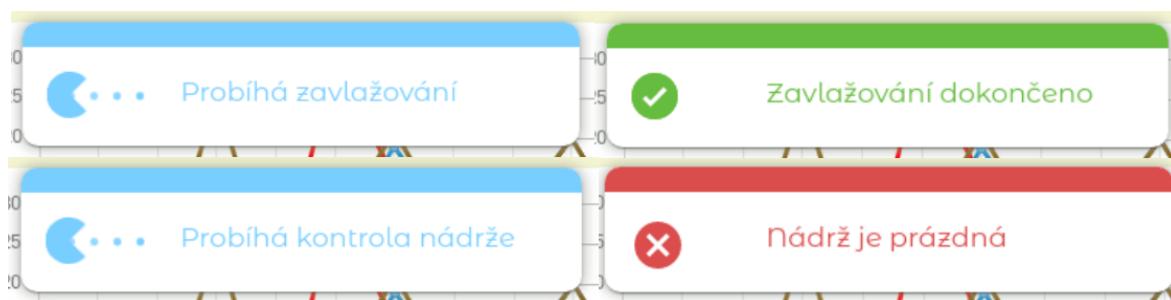 Probíhá zavlažování
Zavlažování dokončeno
Probíhá kontrola nádrže
Nádrž je prázdná